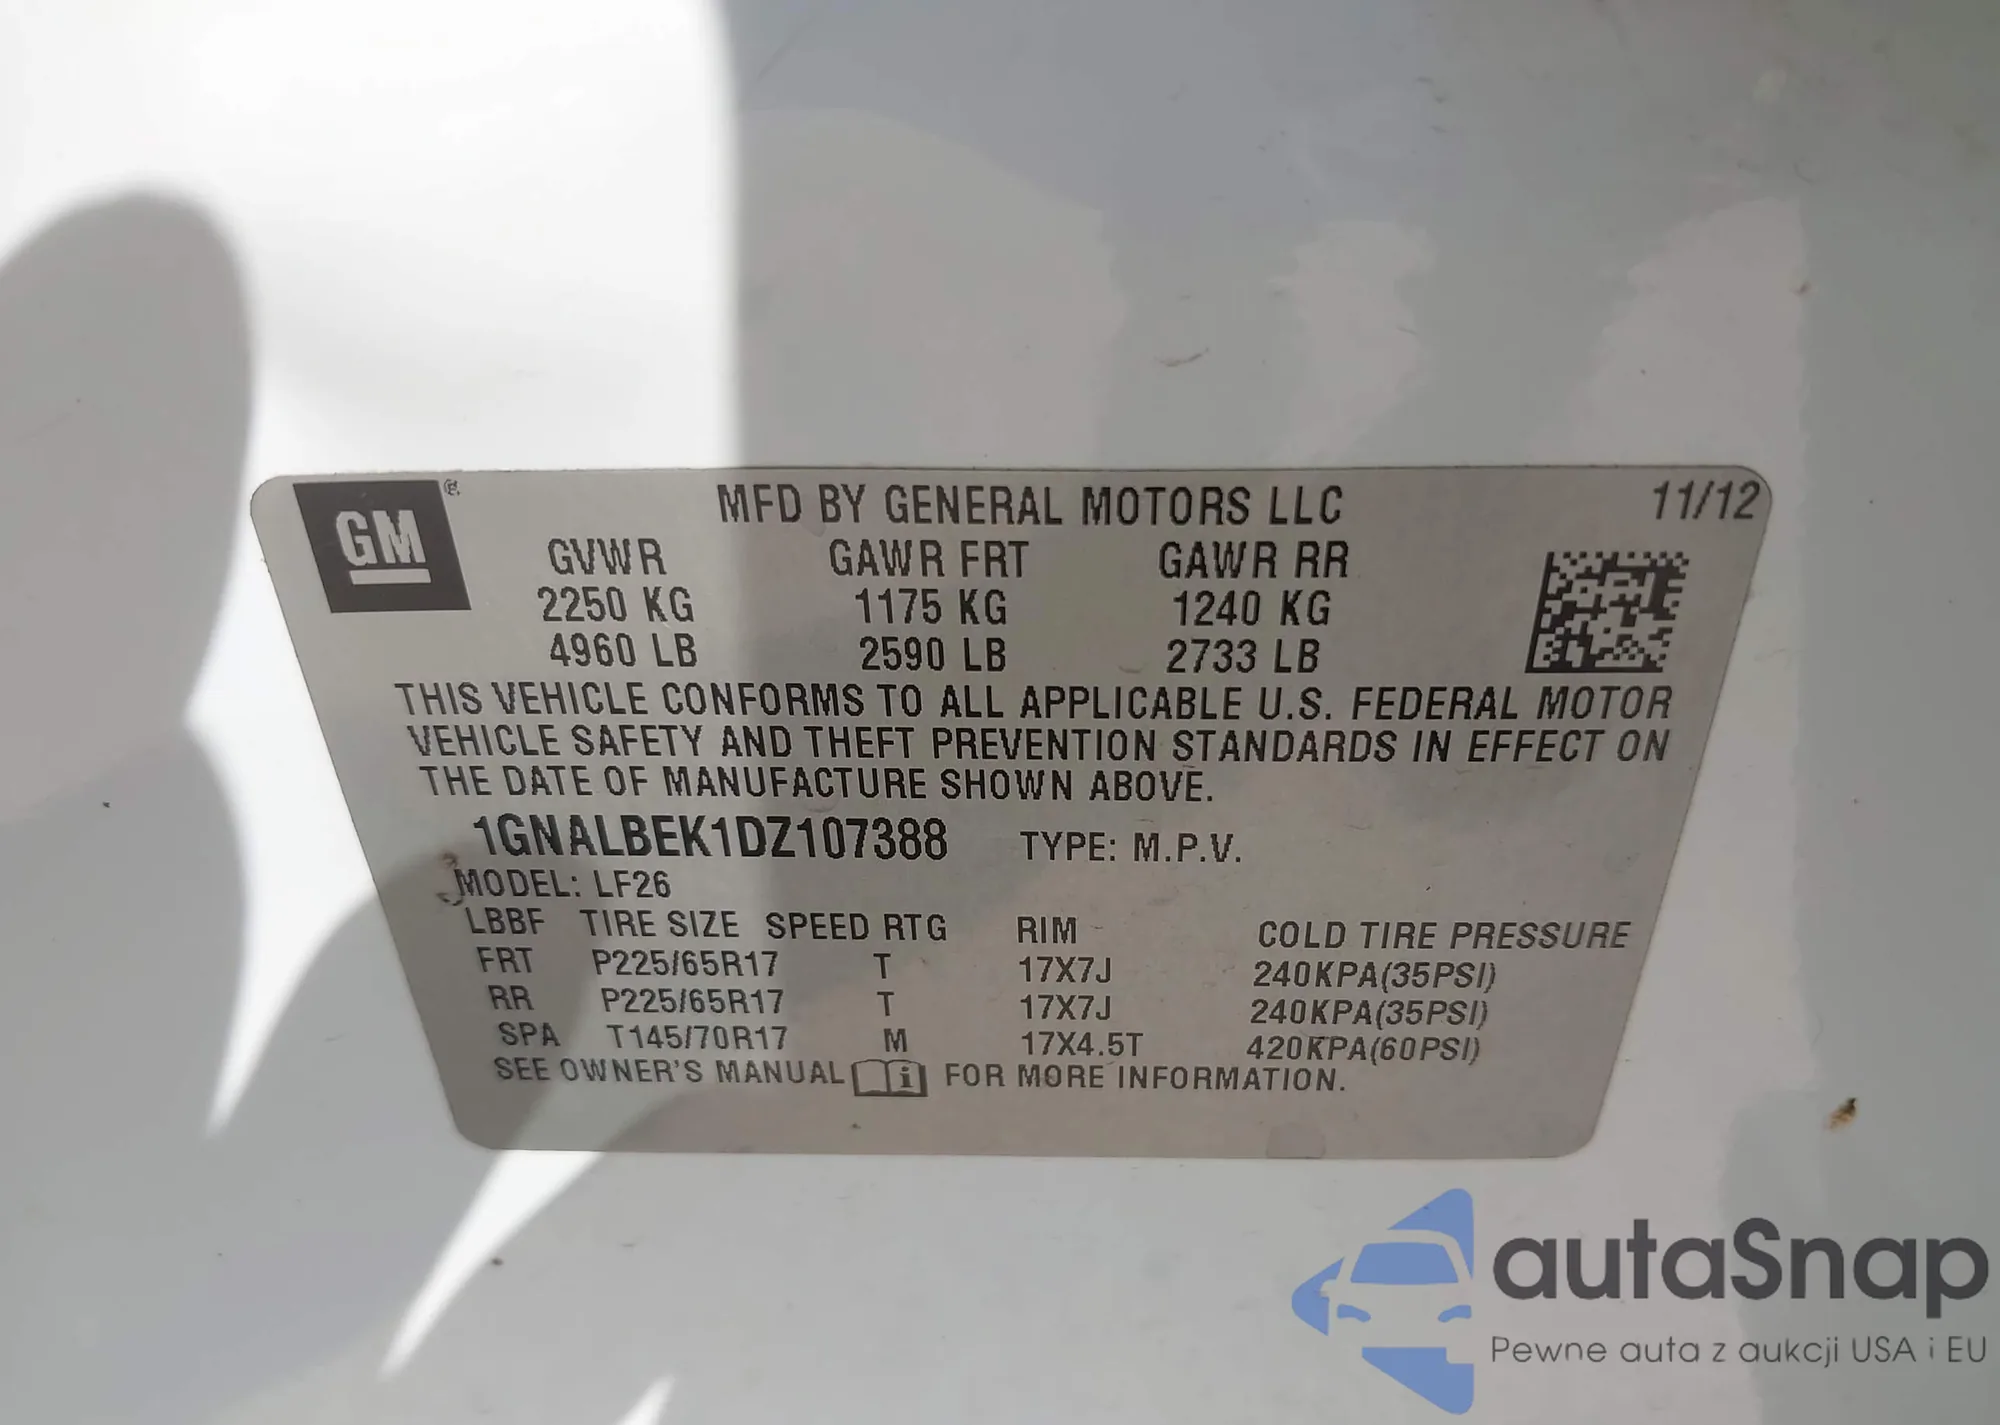 GM
MFD BY GENERAL MOTORS LLC 11/12
GVWR GAWR FRT GAWR RR
2250 KG 1175 KG 1240 KG
4960 LB 2590 LB 2733 LB
THIS VEHICLE CONFORMS TO ALL APPLICABLE U.S. FEDERAL MOTOR
VEHICLE SAFETY AND THEFT PREVENTION STANDARDS IN EFFECT ON
THE DATE OF MANUFACTURE SHOWN ABOVE.
1GNALBEK1DZ107388 TYPE: M.P.V.
MODEL: LF26
LBBF TIRE SIZE SPEED RTG RIM COLD TIRE PRESSURE
FRT P225/65R17 T 17X7J 240KPA(35PSI)
RR P225/65R17 T 17X7J 240KPA(35PSI)
SPA T145/70R17 M 17X4.5T 420KPA(60PSI)
SEE OWNER'S MANUAL i FOR MORE INFORMATION.
autaSnap
Pewne auta z aukcji USA i EU